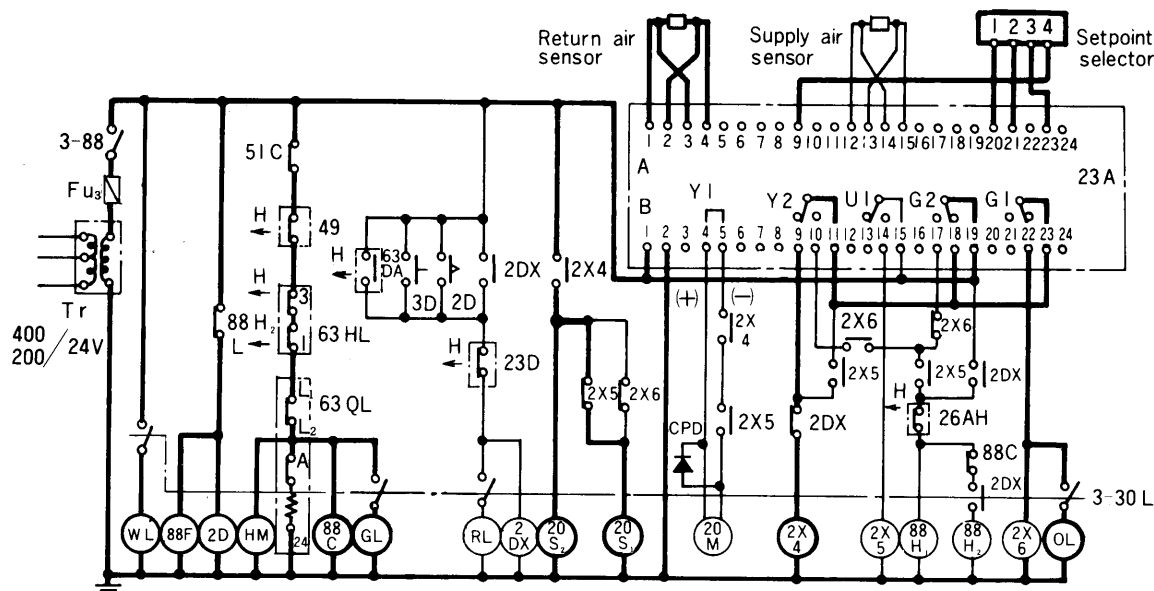 Return air
sensor
Supply air
sensor
1 2 3 4
Setpoint
selector
3-88
Fu3
Tr
400
200 / 24V
51C
H
49
H
3
H2
1
63HL
L
63QL
L2
A
24
88
L
H
63
DA
3D
2D
2DX
2X4
H
23D
2X5
2X6
1 2 3 4 5 6 7 8 9 10 11 12 13 14 15 16 17 18 19 20 21 22 23 24
A
23A
Y1
Y2
U1
G2
G1
B
1 2 3 4 5 6 7 8 9 10 11 12 13 14 15 16 17 18 19 20 21 22 23 24
(+)
(−)
2X
4
2X6
2X6
2X5
2X5
2DX
H
26AH
2X5
2DX
CPD
88C
2DX
3-30L
WL
88F
2D
HM
88
C
GL
RL
2
DX
20
S2
20
S1
20
M
2X
4
2X
5
88
H1
88
H2
2X
6
OL